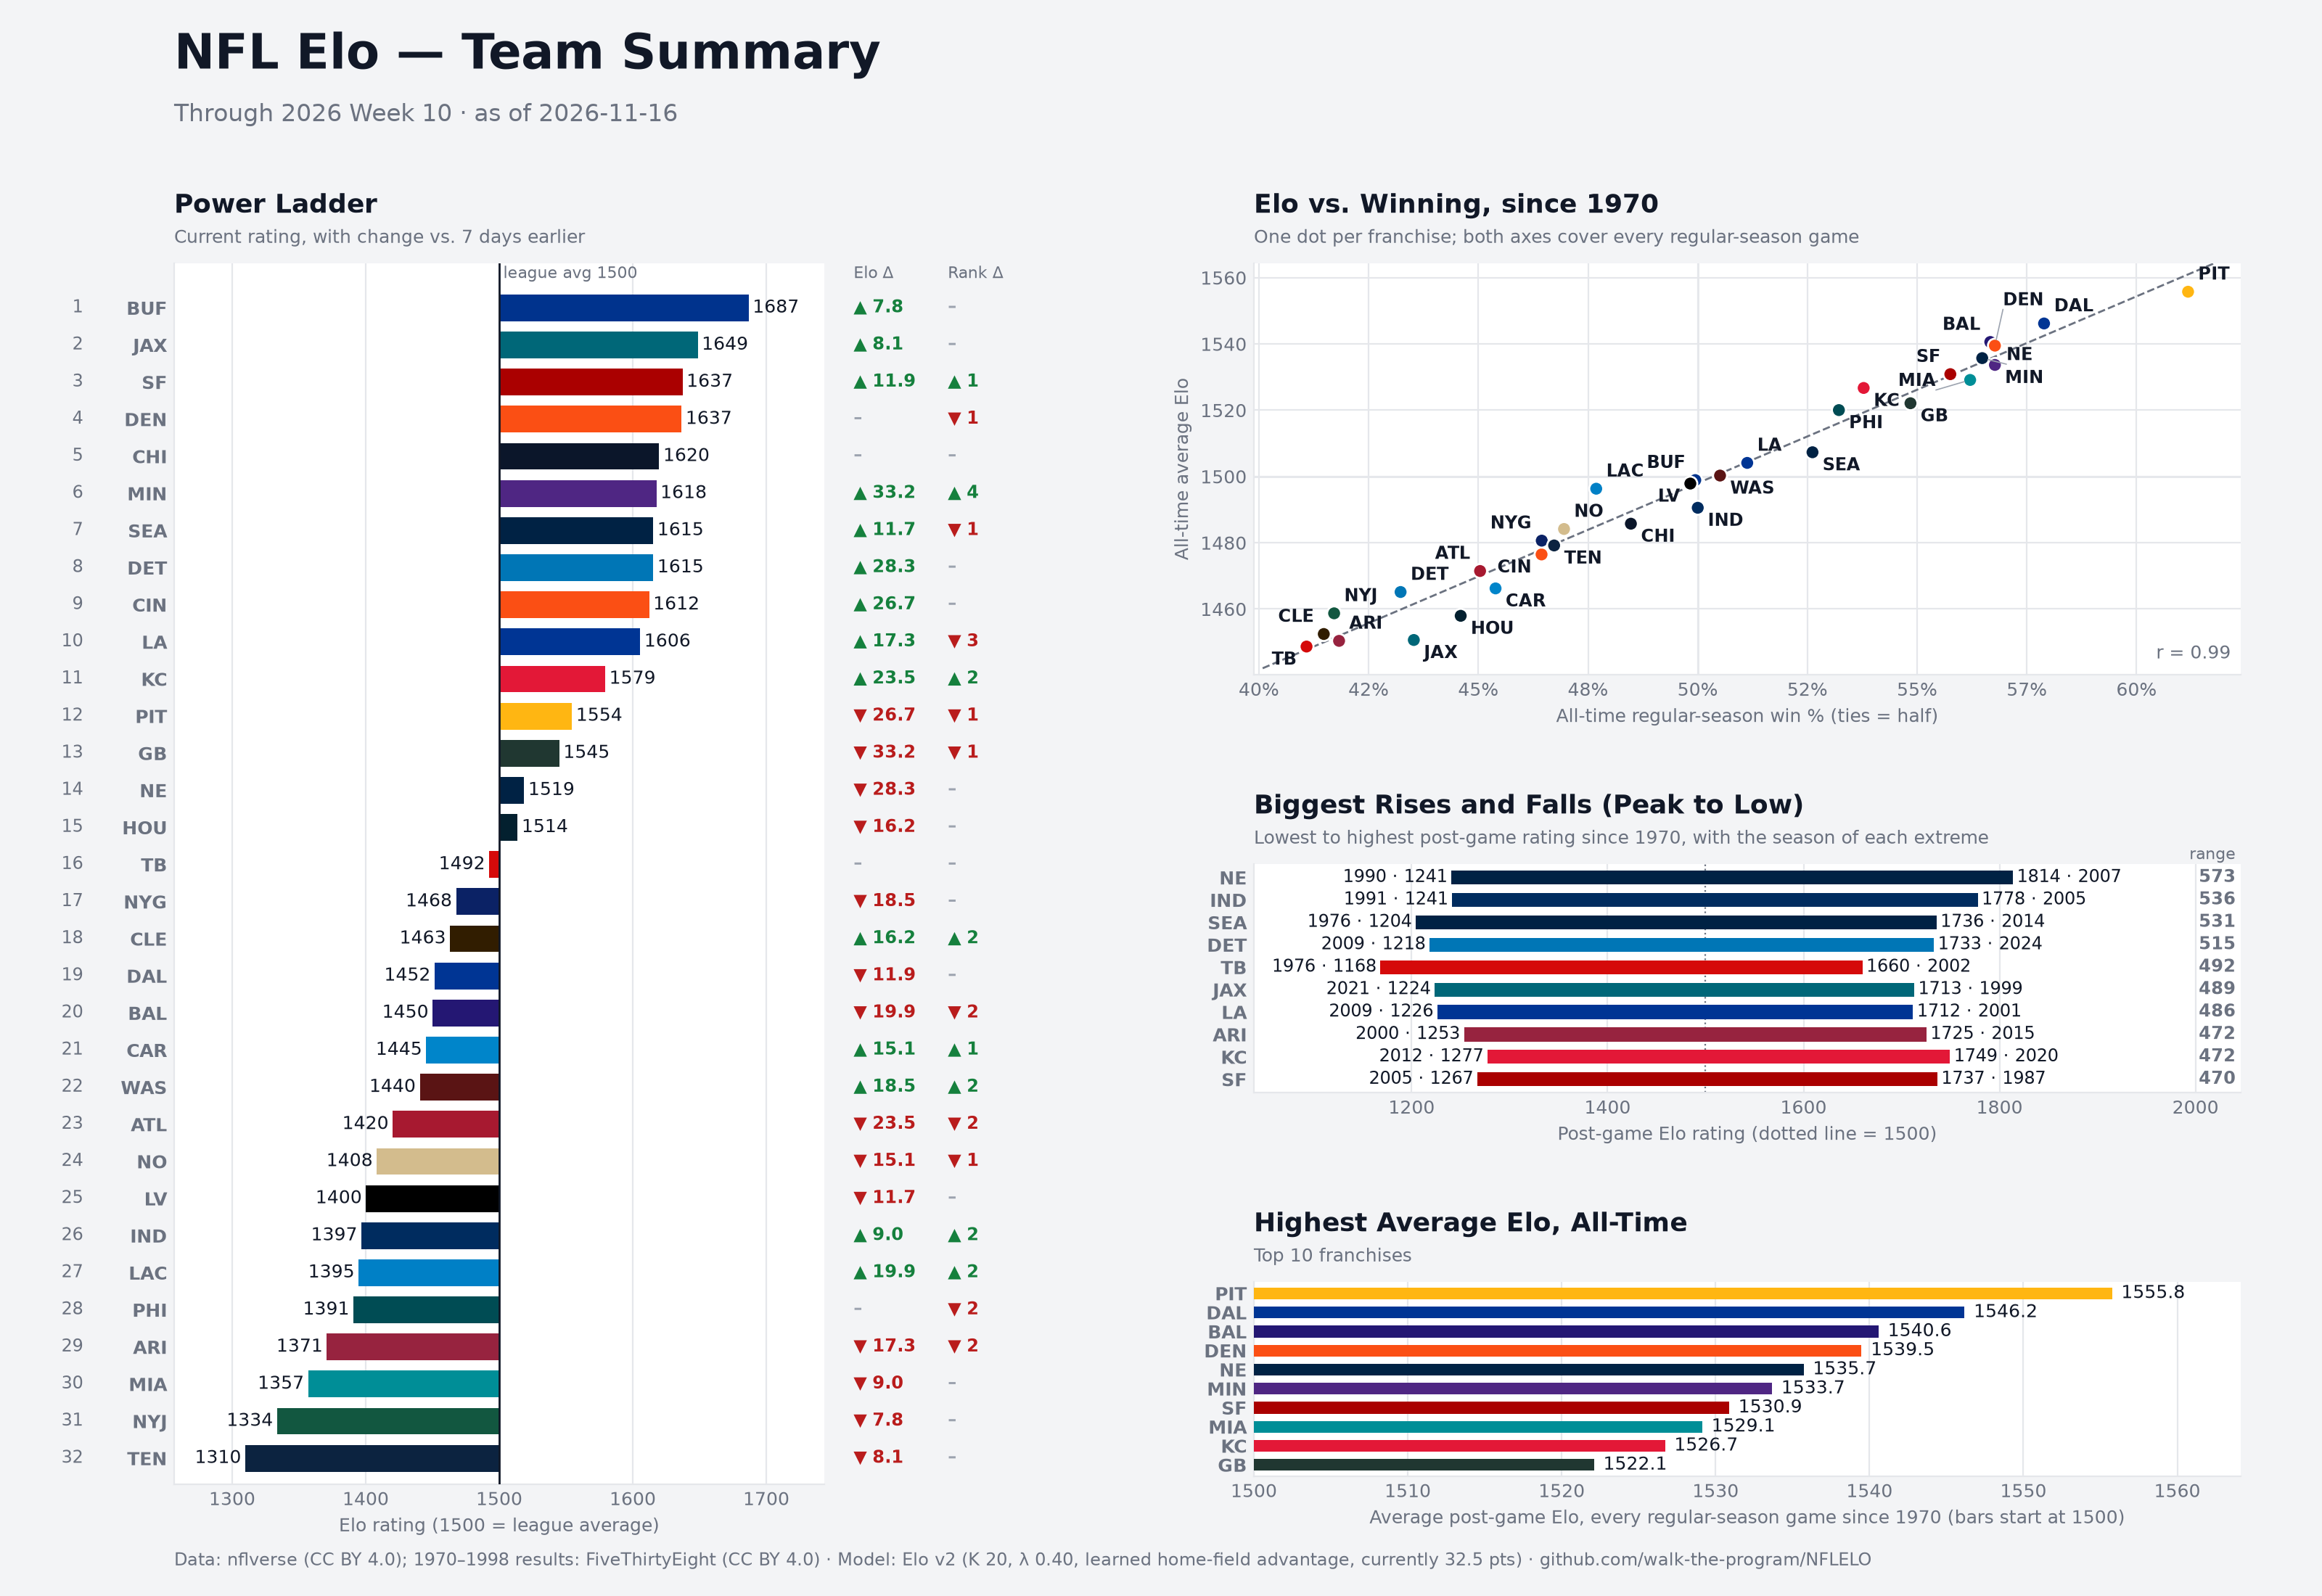 NFL Elo — Team Summary
Through 2026 Week 10 · as of 2026-11-16
Power Ladder
Current rating, with change vs. 7 days earlier
league avg 1500 Elo Δ Rank Δ
1 BUF 1687 ▲ 7.8 –
2 JAX 1649 ▲ 8.1 –
3 SF 1637 ▲ 11.9 ▲ 1
4 DEN 1637 – ▼ 1
5 CHI 1620 – –
6 MIN 1618 ▲ 33.2 ▲ 4
7 SEA 1615 ▲ 11.7 ▼ 1
8 DET 1615 ▲ 28.3 –
9 CIN 1612 ▲ 26.7 –
10 LA 1606 ▲ 17.3 ▼ 3
11 KC 1579 ▲ 23.5 ▲ 2
12 PIT 1554 ▼ 26.7 ▼ 1
13 GB 1545 ▼ 33.2 ▼ 1
14 NE 1519 ▼ 28.3 –
15 HOU 1514 ▼ 16.2 –
16 TB 1492 – –
17 NYG 1468 ▼ 18.5 –
18 CLE 1463 ▲ 16.2 ▲ 2
19 DAL 1452 ▼ 11.9 –
20 BAL 1450 ▼ 19.9 ▼ 2
21 CAR 1445 ▲ 15.1 ▲ 1
22 WAS 1440 ▲ 18.5 ▲ 2
23 ATL 1420 ▼ 23.5 ▼ 2
24 NO 1408 ▼ 15.1 ▼ 1
25 LV 1400 ▼ 11.7 –
26 IND 1397 ▲ 9.0 ▲ 2
27 LAC 1395 ▲ 19.9 ▲ 2
28 PHI 1391 – ▼ 2
29 ARI 1371 ▼ 17.3 ▼ 2
30 MIA 1357 ▼ 9.0 –
31 NYJ 1334 ▼ 7.8 –
32 TEN 1310 ▼ 8.1 –
1300 1400 1500 1600 1700
Elo rating (1500 = league average)
Elo vs. Winning, since 1970
One dot per franchise; both axes cover every regular-season game
All-time average Elo
1560
1540
1520
1500
1480
1460
PIT
DEN DAL
BAL
SF NE
MIA MIN
KC
PHI GB
LA
LAC BUF SEA
LV WAS
NYG NO IND
CHI
ATL TEN
DET CIN
NYJ CAR
CLE ARI HOU
TB JAX
r = 0.99
40% 42% 45% 48% 50% 52% 55% 57% 60%
All-time regular-season win % (ties = half)
Biggest Rises and Falls (Peak to Low)
Lowest to highest post-game rating since 1970, with the season of each extreme
range
NE 1990 · 1241 1814 · 2007 573
IND 1991 · 1241 1778 · 2005 536
SEA 1976 · 1204 1736 · 2014 531
DET 2009 · 1218 1733 · 2024 515
TB 1976 · 1168 1660 · 2002 492
JAX 2021 · 1224 1713 · 1999 489
LA 2009 · 1226 1712 · 2001 486
ARI 2000 · 1253 1725 · 2015 472
KC 2012 · 1277 1749 · 2020 472
SF 2005 · 1267 1737 · 1987 470
1200 1400 1600 1800 2000
Post-game Elo rating (dotted line = 1500)
Highest Average Elo, All-Time
Top 10 franchises
PIT 1555.8
DAL 1546.2
BAL 1540.6
DEN 1539.5
NE 1535.7
MIN 1533.7
SF 1530.9
MIA 1529.1
KC 1526.7
GB 1522.1
1500 1510 1520 1530 1540 1550 1560
Average post-game Elo, every regular-season game since 1970 (bars start at 1500)
Data: nflverse (CC BY 4.0); 1970–1998 results: FiveThirtyEight (CC BY 4.0) · Model: Elo v2 (K 20, λ 0.40, learned home-field advantage, currently 32.5 pts) · github.com/walk-the-program/NFLELO